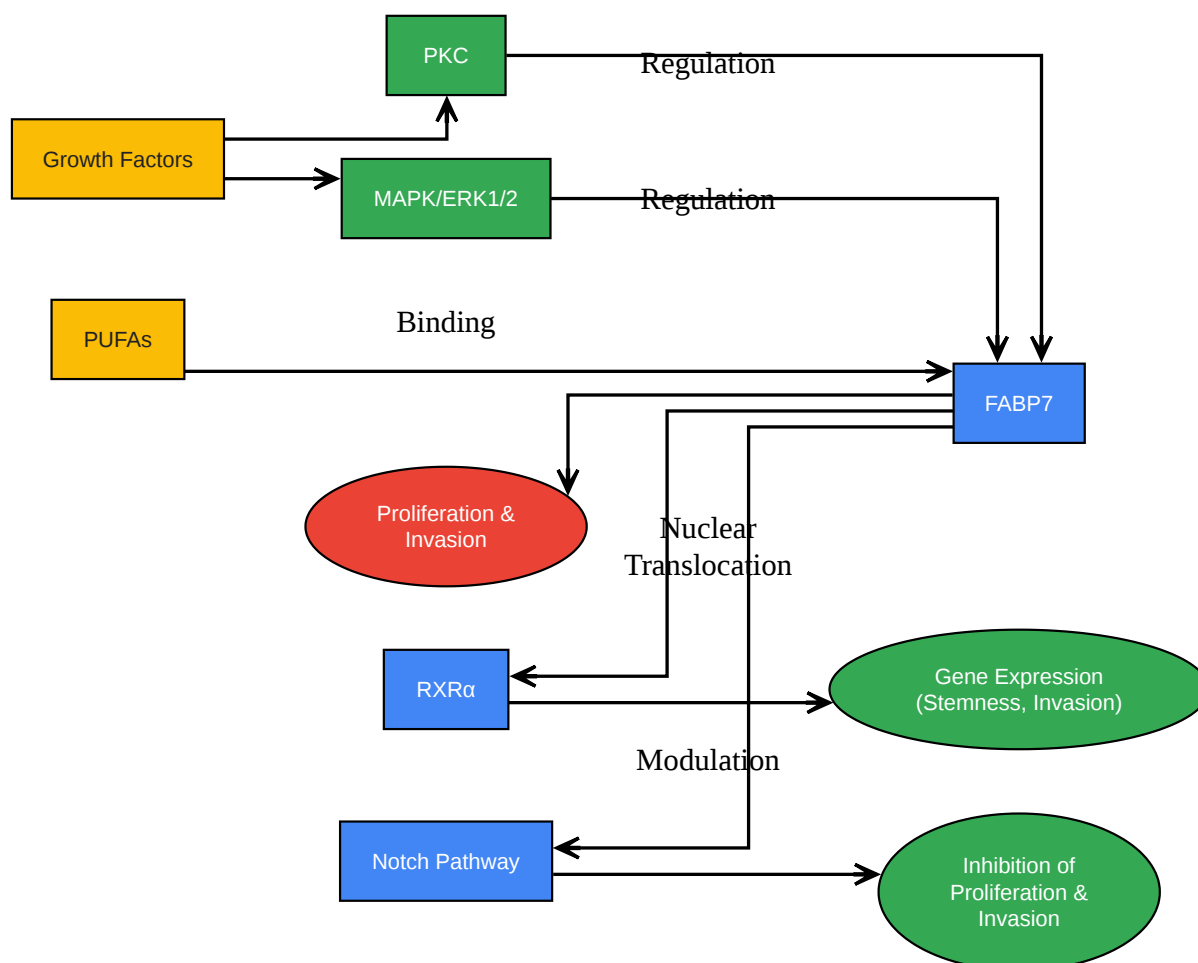 PKC
Regulation
Growth Factors
MAPK/ERK1/2
Regulation
Binding
PUFAs
FABP7
Proliferation &
Invasion
Nuclear
Translocation
RXRα
Gene Expression
(Stemness, Invasion)
Modulation
Notch Pathway
Inhibition of
Proliferation &
Invasion